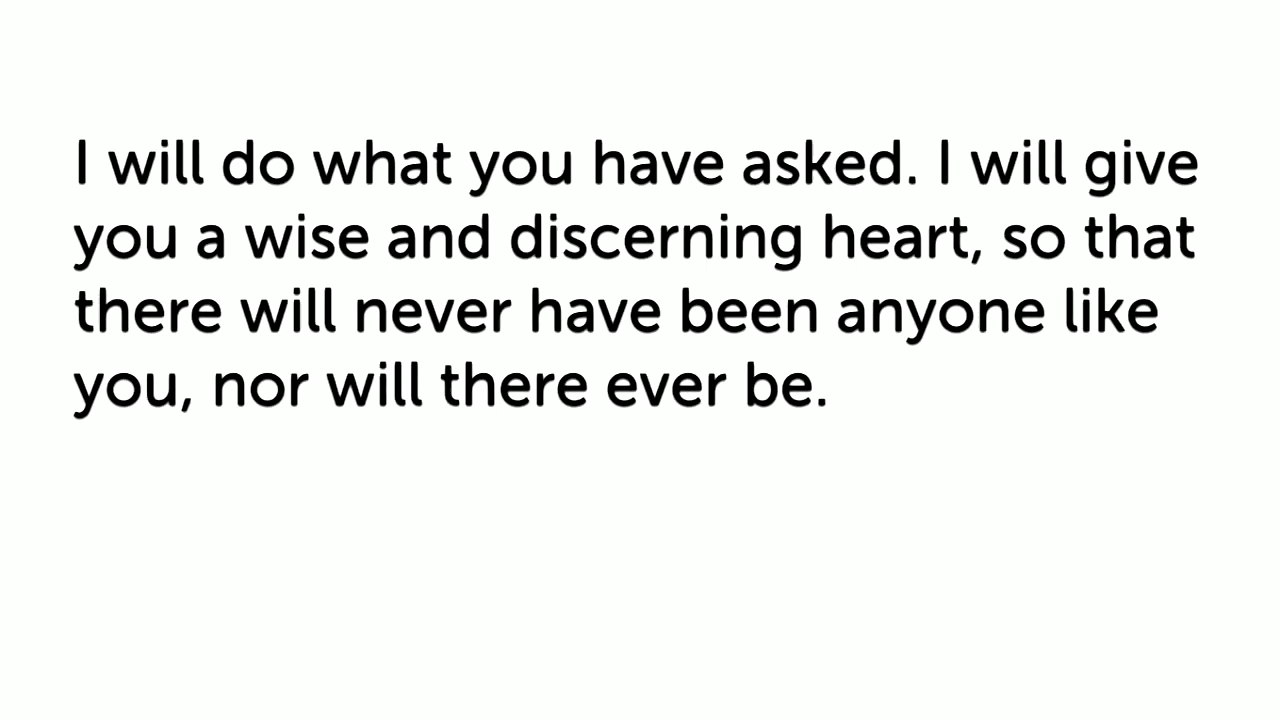 I will do what you have asked. I will give
you a wise and discerning heart, so that
there will never have been anyone like
you, nor will there ever be.